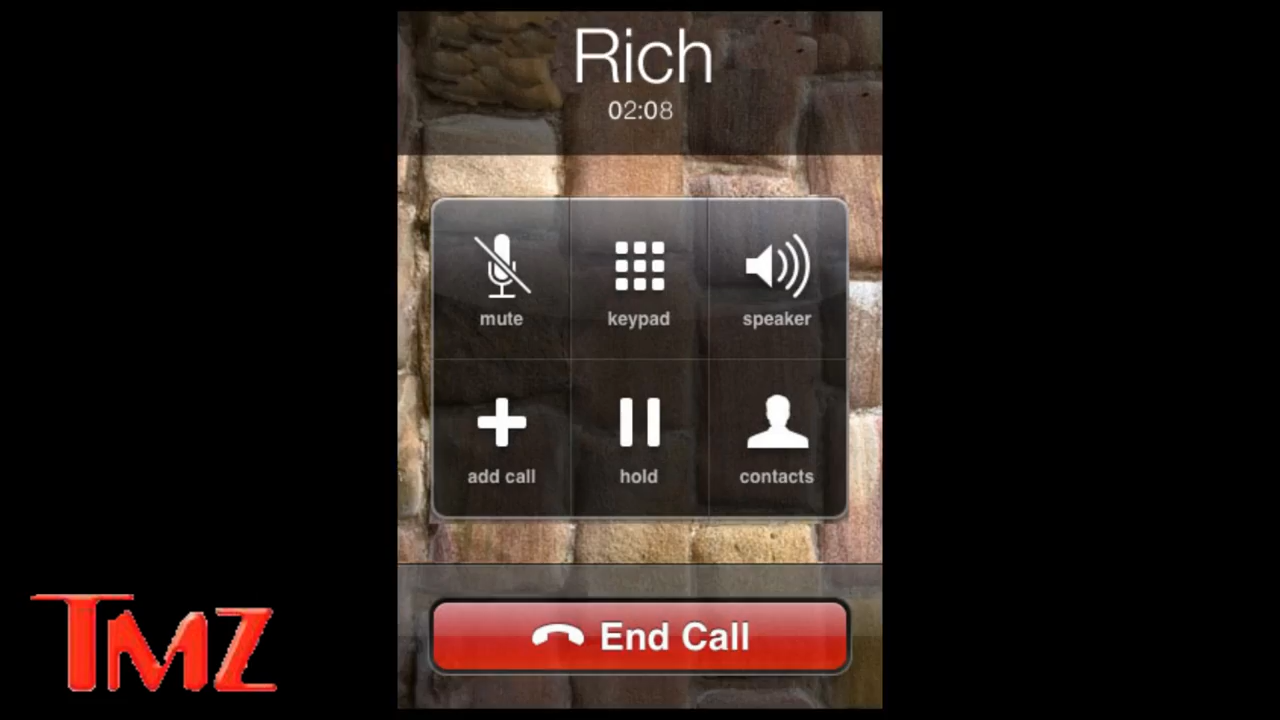 Rich
02:08
mute keypad speaker
add call hold contacts
End Call
TMZ